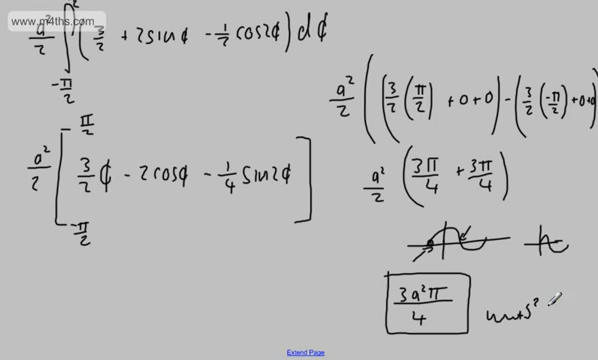 www.m4ths.com
a²/2 ∫ -π/2 (3/2 + 2sinφ - 1/2 cos2φ) dφ
a²/2 [3/2 φ - 2cosφ - 1/4 sin2φ] π/2 -π/2
a²/2 ((3/2 (π/2) + 0 + 0) - (3/2 (-π/2) + 0 + 0)
a²/2 (3π/4 + 3π/4)
3a²π/4 units²
Extend Page